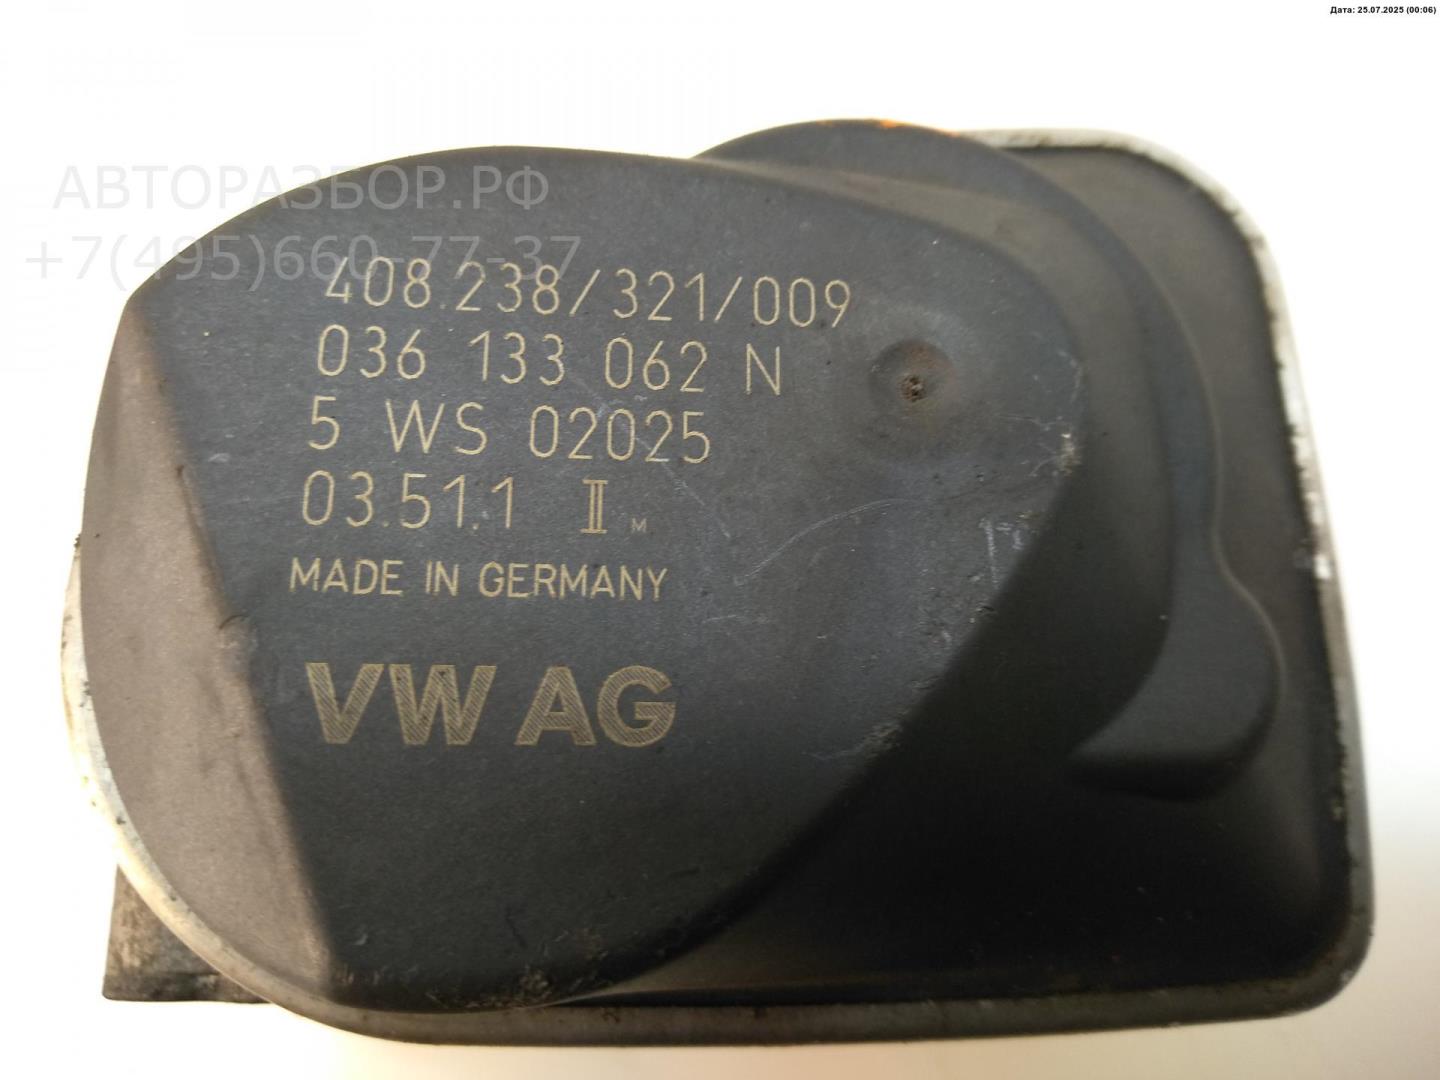 Дата: 25.07.2025 (00:06)
АВТОРАЗБОР.РФ
+7(495)660-77-37
408.238/321/009
036 133 062 N
5 WS 02025
03.51.1 II M
MADE IN GERMANY
VW AG